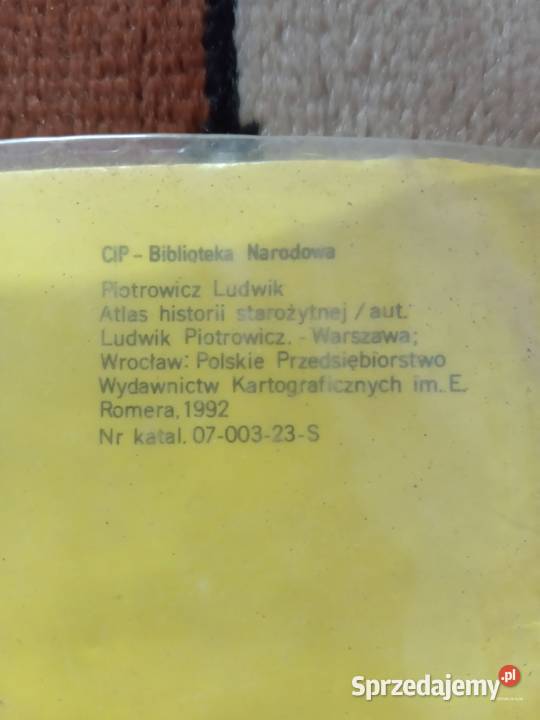 CIP - Biblioteka Narodowa
Piotrowicz Ludwik
Atlas historii starożytnej / aut.
Ludwik Piotrowicz. - Warszawa;
Wrocław: Polskie Przedsiębiorstwo
Wydawnictw Kartograficznych im. E.
Romera, 1992
Nr katal. 07-003-23-S
Sprzedajemy.pl